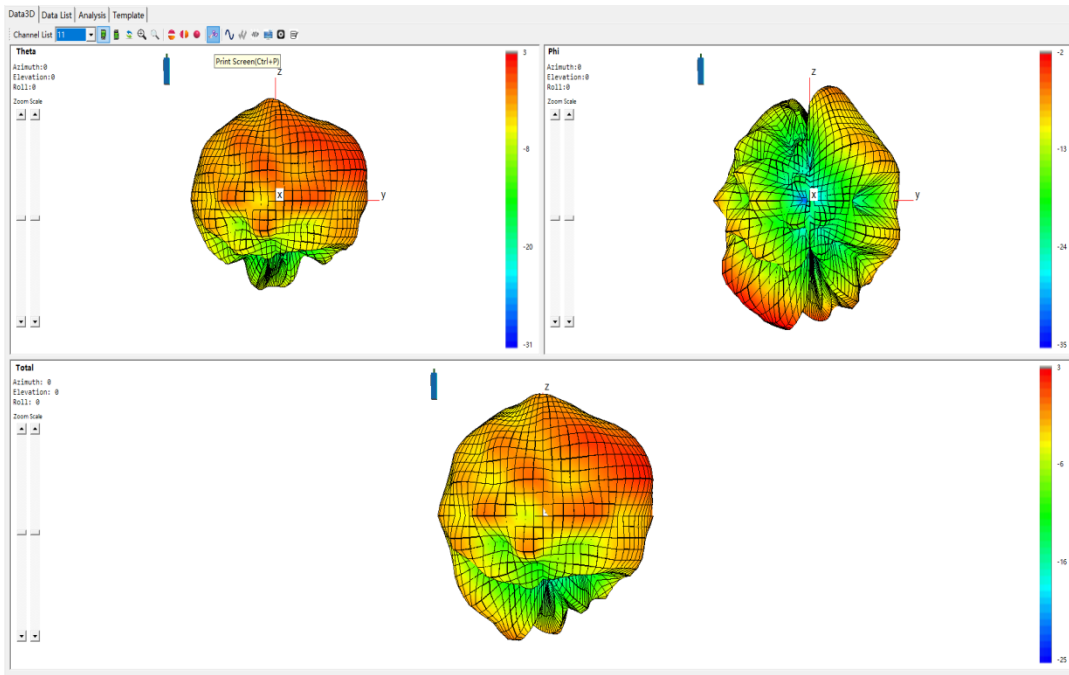 Data3D Data List Analysis Template
Channel List 11
Print Screen(Ctrl+P)
Theta
Azimuth:0
Elevation:0
Roll:0
Zoom Scale
Z
X
y
3
-8
-20
-31
Phi
Azimuth:0
Elevation:0
Roll:0
Zoom Scale
Z
X
y
-2
-13
-24
-35
Total
Azimuth: 0
Elevation: 0
Roll: 0
Zoom Scale
Z
3
-6
-16
-25